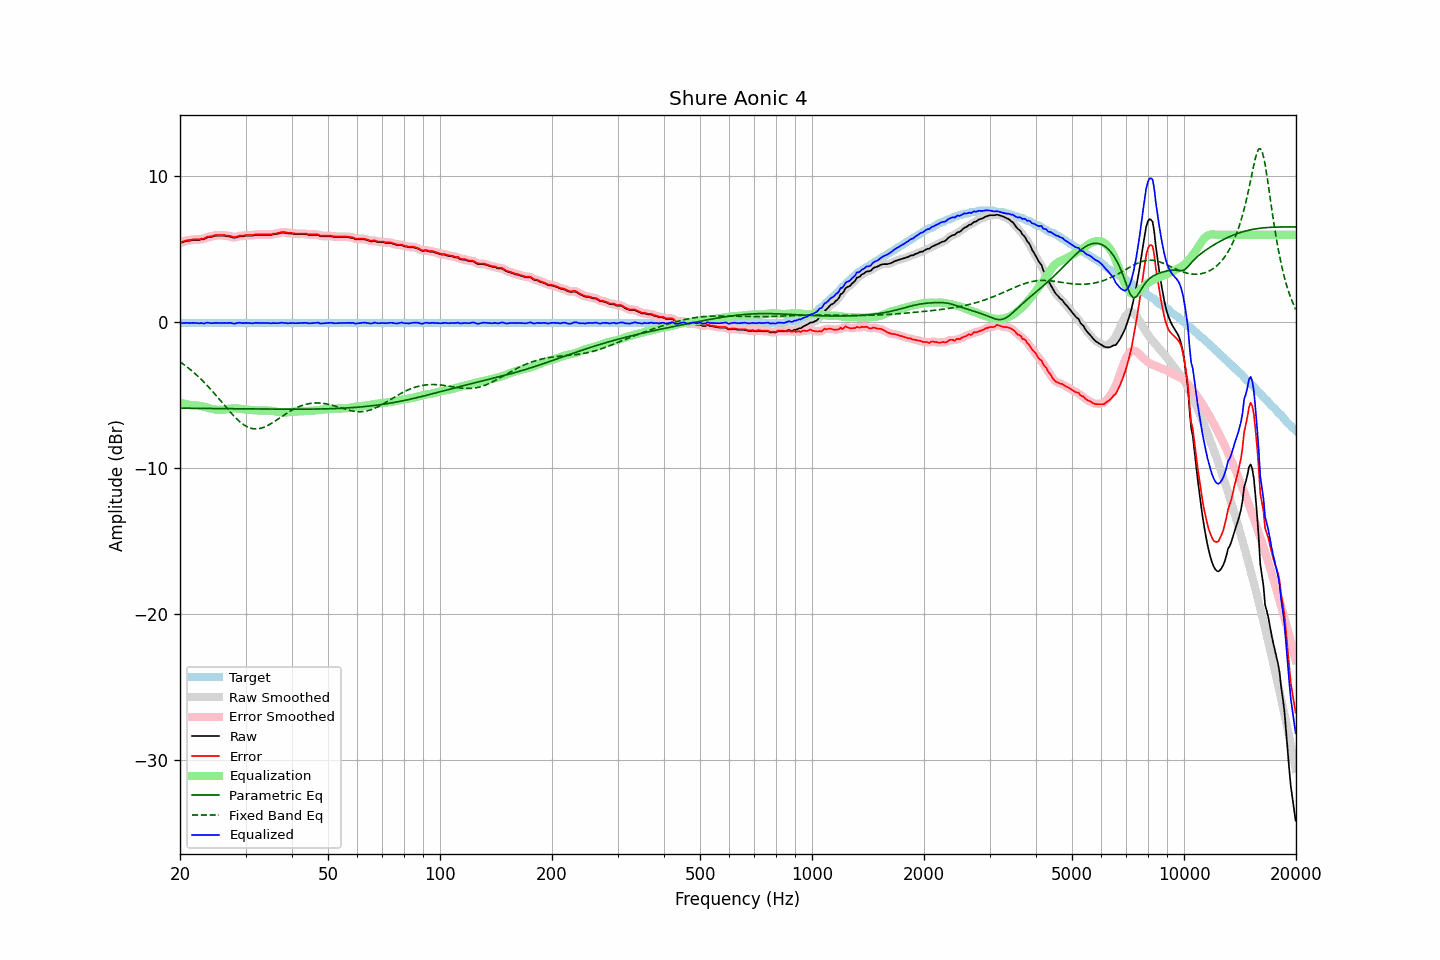 Shure Aonic 4
10
0
−10
−20
−30
Amplitude (dBr)
Target
Raw Smoothed
Error Smoothed
Raw
Error
Equalization
Parametric Eq
Fixed Band Eq
Equalized
20 50 100 200 500 1000 2000 5000 10000 20000
Frequency (Hz)